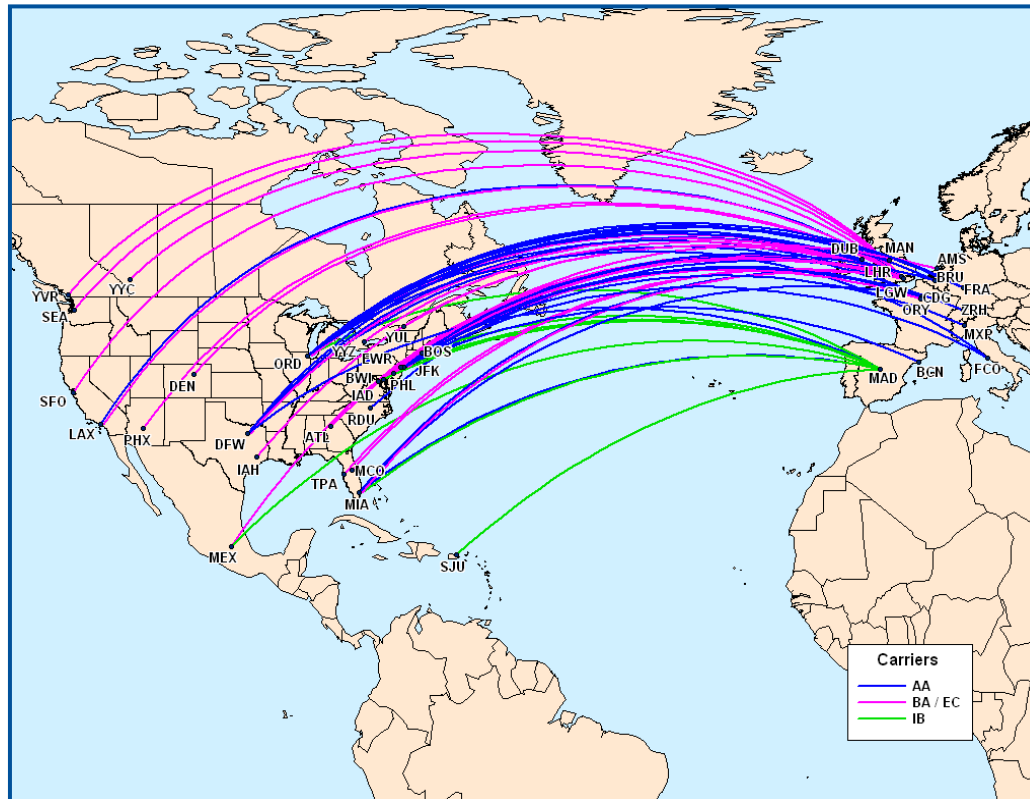 DUB
MAN
AMS
LHR
BRU
YVR
YYC
FRA
LGW
CDG
SEA
ORY
ZRH
YUL
MXP
YYZ
BOS
ORD
EWR
JFK
BCN
FCO
DEN
BWI
PHL
MAD
SFO
IAD
RDU
LAX
PHX
ATL
DFW
IAH
MCO
TPA
MIA
MEX
SJU
Carriers
AA
BA / EC
IB